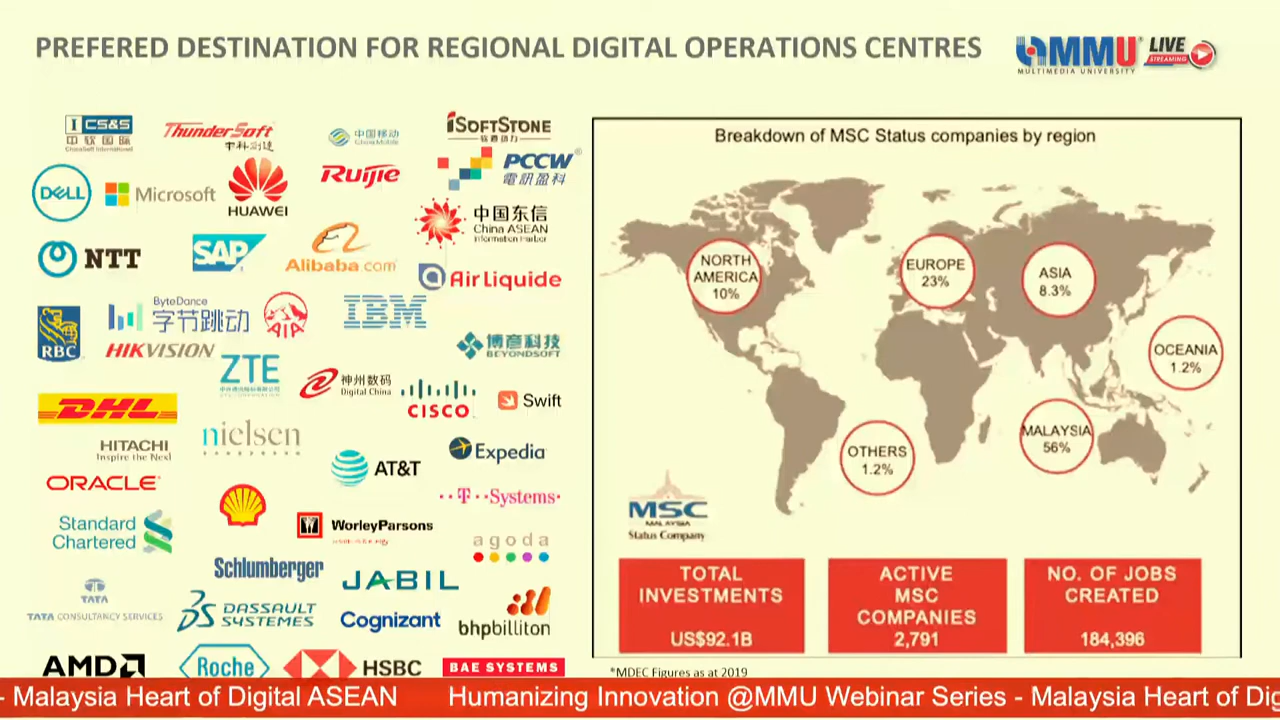 PREFERED DESTINATION FOR REGIONAL DIGITAL OPERATIONS CENTRES
MMU
MULTIMEDIA UNIVERSITY
LIVE
STREAMING
CS&S
中软国际
ChinaSoft International
ThunderSoft
中科创达
中国移动
China Mobile
iSOFTSTONE
软通动力
DELL
Microsoft
HUAWEI
Ruijie
PCCW
電訊盈科
中国东信
China ASEAN
Information Harbor
NTT
SAP
Alibaba.com
Air Liquide
RBC
ByteDance
字节跳动
AIA
IBM
HIKVISION
ZTE
博彦科技
BEYONDSOFT
神州数码
Digital China
CISCO
Swift
DHL
HITACHI
Inspire the Next
nielsen
AT&T
Expedia
ORACLE
T··Systems·
Standard
Chartered
WorleyParsons
agoda
Schlumberger
JABIL
TATA
TATA CONSULTANCY SERVICES
DASSAULT
SYSTEMES
Cognizant
bhpbilliton
AMD
Roche
HSBC
BAE SYSTEMS
Breakdown of MSC Status companies by region
NORTH
AMERICA
10%
EUROPE
23%
ASIA
8.3%
OCEANIA
1.2%
MALAYSIA
56%
OTHERS
1.2%
MSC
MALAYSIA
Status Company
TOTAL
INVESTMENTS
US$92.1B
ACTIVE
MSC
COMPANIES
2,791
NO. OF JOBS
CREATED
184,396
*MDEC Figures as at 2019
- Malaysia Heart of Digital ASEAN Humanizing Innovation @MMU Webinar Series - Malaysia Heart of Dig